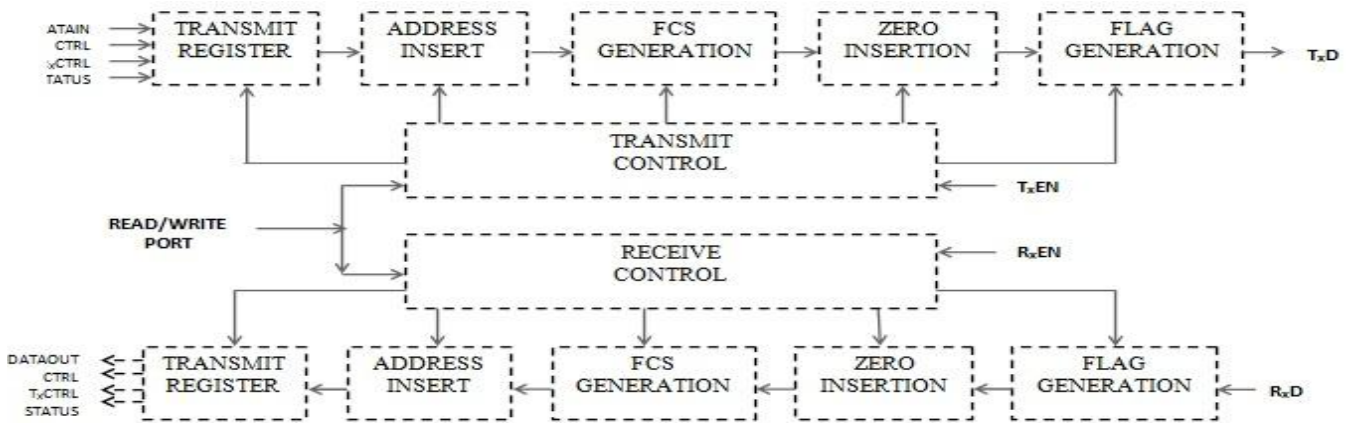 ATAIN
CTRL
xCTRL
TATUS
TRANSMIT
REGISTER
ADDRESS
INSERT
FCS
GENERATION
ZERO
INSERTION
FLAG
GENERATION
TxD
TRANSMIT
CONTROL
TxEN
READ/WRITE
PORT
RECEIVE
CONTROL
RxEN
DATAOUT
CTRL
TxCTRL
STATUS
TRANSMIT
REGISTER
ADDRESS
INSERT
FCS
GENERATION
ZERO
INSERTION
FLAG
GENERATION
RxD